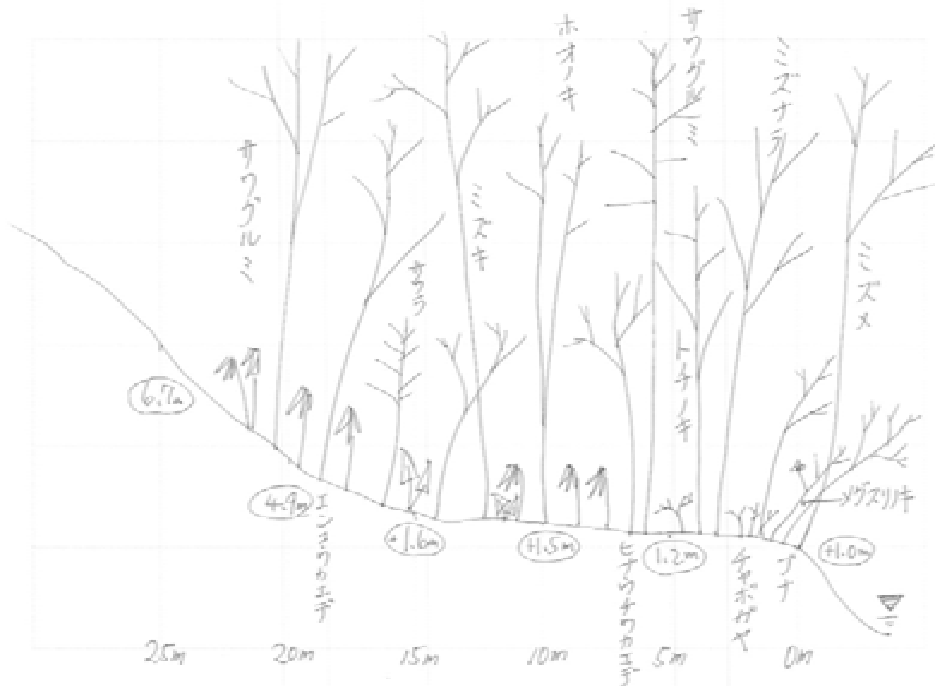 サワグルミ
ミズキ
サワラ
ホオノキ
サワグルミ
トチノキ
ミズナラ
ミズメ
メグスリノキ
6.7m
4.9m
エンコウカエデ
+1.6m
+1.5m
ヒナウチワカエデ
1.2m
チャボガヤ
ブナ
+1.0m
25m
20m
15m
10m
5m
0m